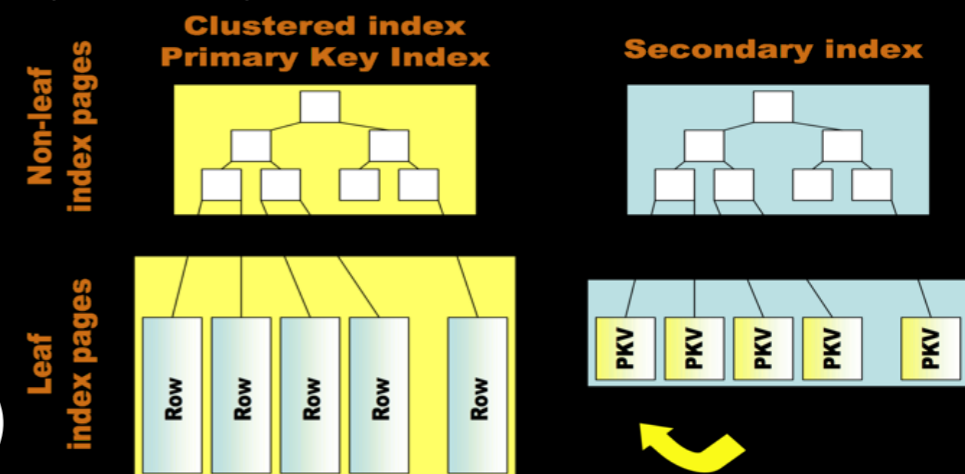 Clustered index
Primary Key Index
Secondary index
Non-leaf
index pages
Leaf
index pages
Row
Row
Row
Row
Row
PKV
PKV
PKV
PKV
PKV